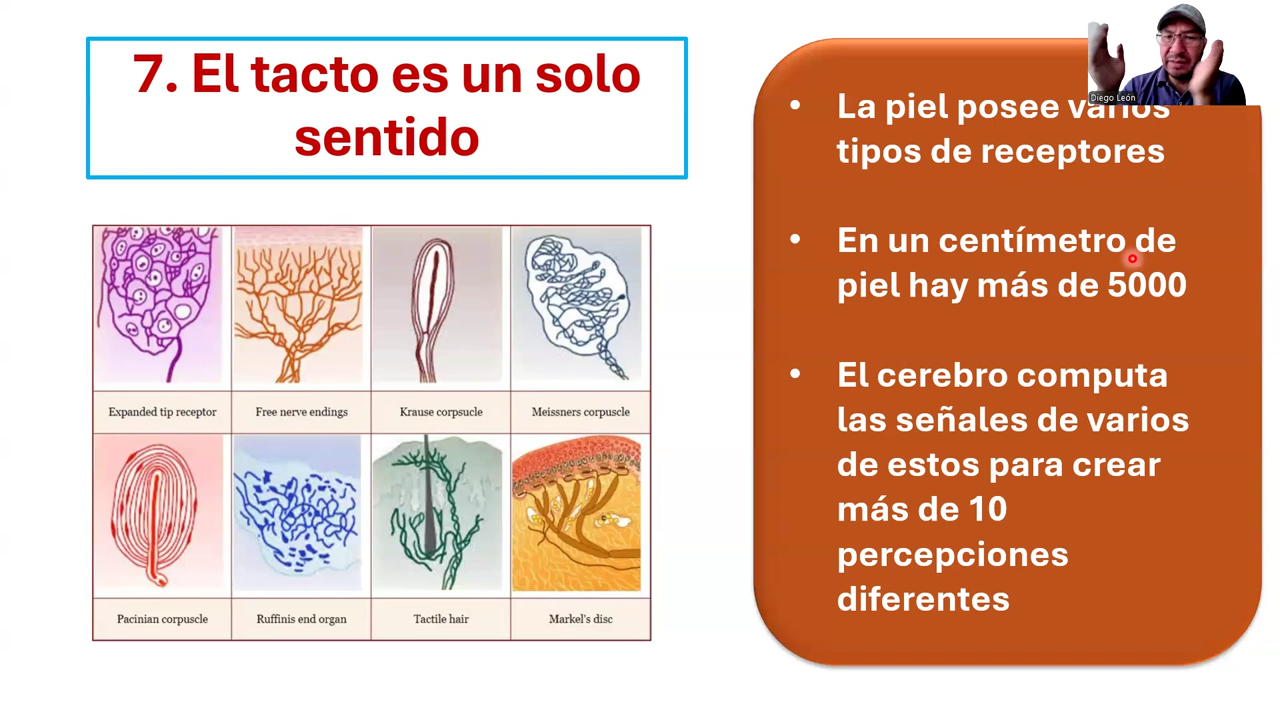 7. El tacto es un solo
sentido
Expanded tip receptor
Free nerve endings
Krause corpsucle
Meissners corpuscle
Pacinian corpuscle
Ruffinis end organ
Tactile hair
Markel's disc
Diego León
La piel posee varios
tipos de receptores
En un centímetro de
piel hay más de 5000
El cerebro computa
las señales de varios
de estos para crear
más de 10
percepciones
diferentes